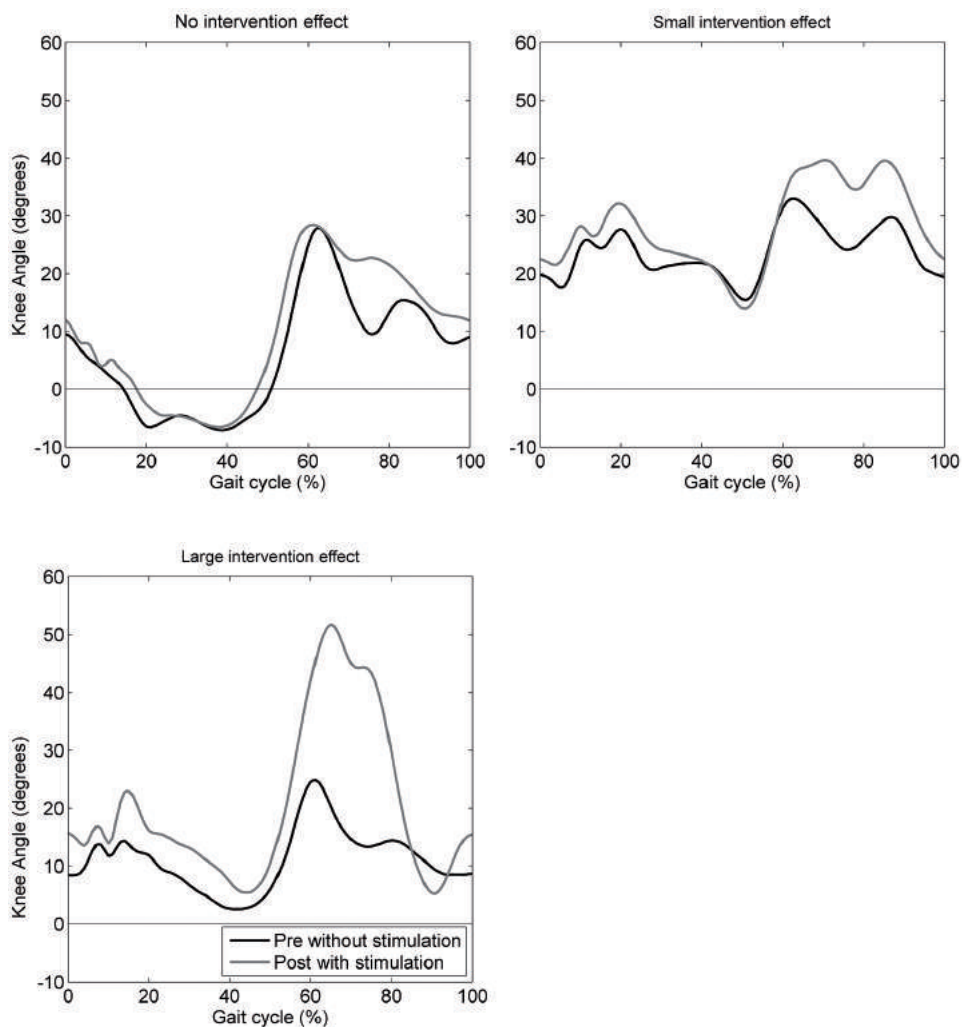 No intervention effect
60
50
40
30
20
10
0
-10
Knee Angle (degrees)
0 20 40 60 80 100
Gait cycle (%)
Small intervention effect
60
50
40
30
20
10
0
-10
0 20 40 60 80 100
Gait cycle (%)
Large intervention effect
60
50
40
30
20
10
0
-10
Knee Angle (degrees)
Pre without stimulation
Post with stimulation
0 20 40 60 80 100
Gait cycle (%)